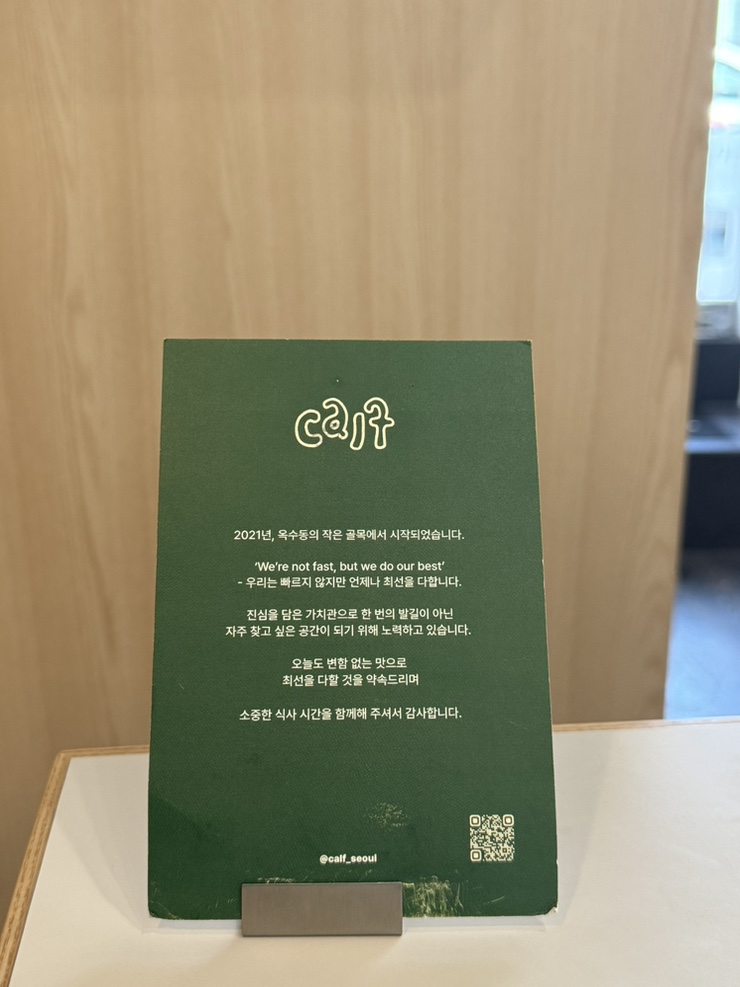 calf
2021년, 옥수동의 작은 골목에서 시작되었습니다.
‘We’re not fast, but we do our best’
- 우리는 빠르지 않지만 언제나 최선을 다합니다.
진심을 담은 가치관으로 한 번의 발길이 아닌
자주 찾고 싶은 공간이 되기 위해 노력하고 있습니다.
오늘도 변함 없는 맛으로
최선을 다할 것을 약속드리며
소중한 식사 시간을 함께해 주셔서 감사합니다.
@calf_seoul